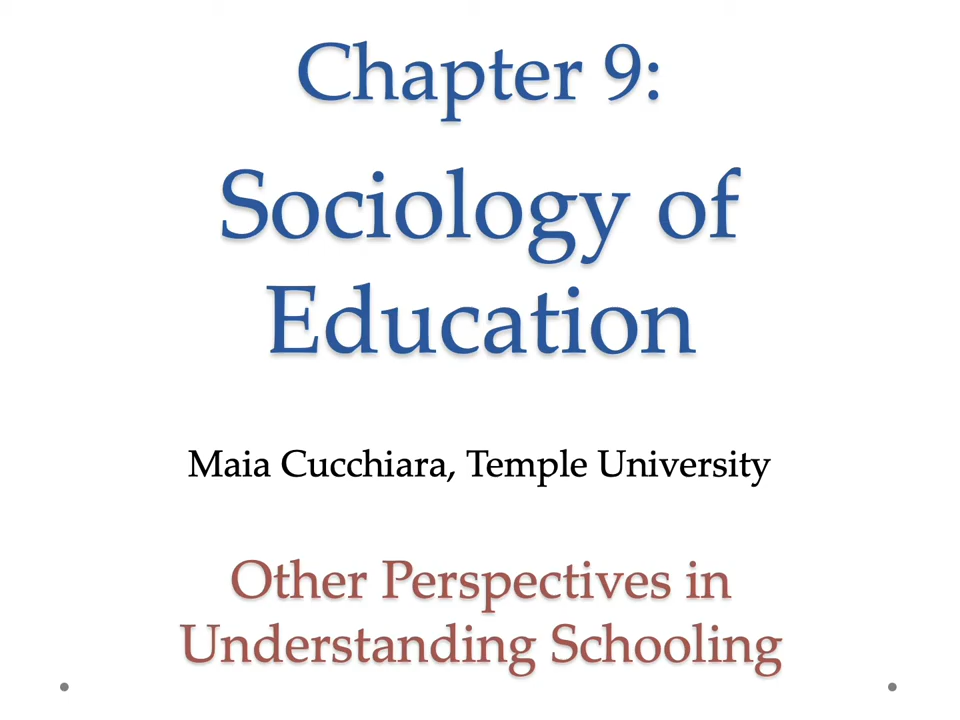 Chapter 9:
Sociology of
Education
Maia Cucchiara, Temple University
Other Perspectives in
Understanding Schooling